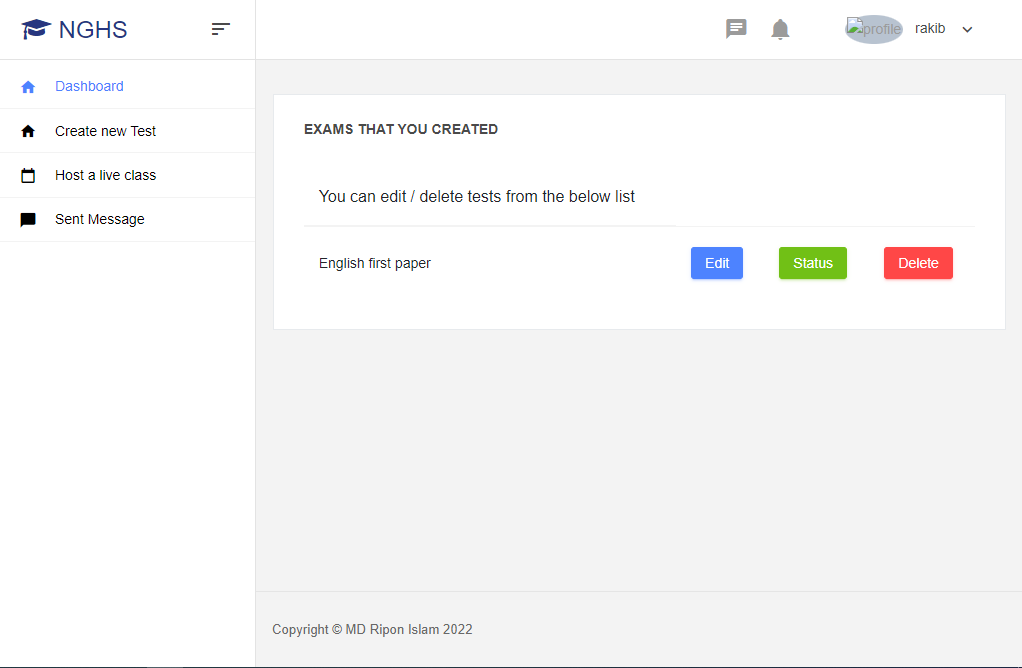 NGHS
profile
rakib
Dashboard
Create new Test
Host a live class
Sent Message
EXAMS THAT YOU CREATED
You can edit / delete tests from the below list
English first paper
Edit
Status
Delete
Copyright © MD Ripon Islam 2022